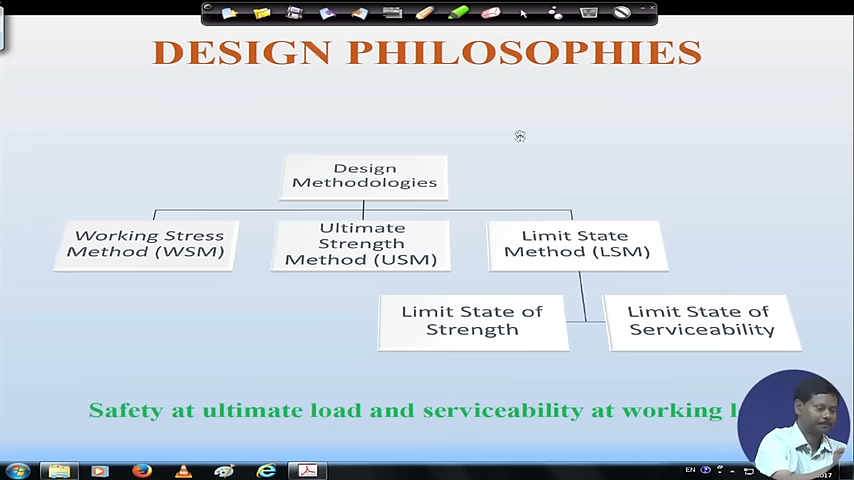 DESIGN PHILOSOPHIES
Design
Methodologies
Working Stress
Method (WSM)
Ultimate
Strength
Method (USM)
Limit State
Method (LSM)
Limit State of
Strength
Limit State of
Serviceability
Safety at ultimate load and serviceability at working
EN
2017